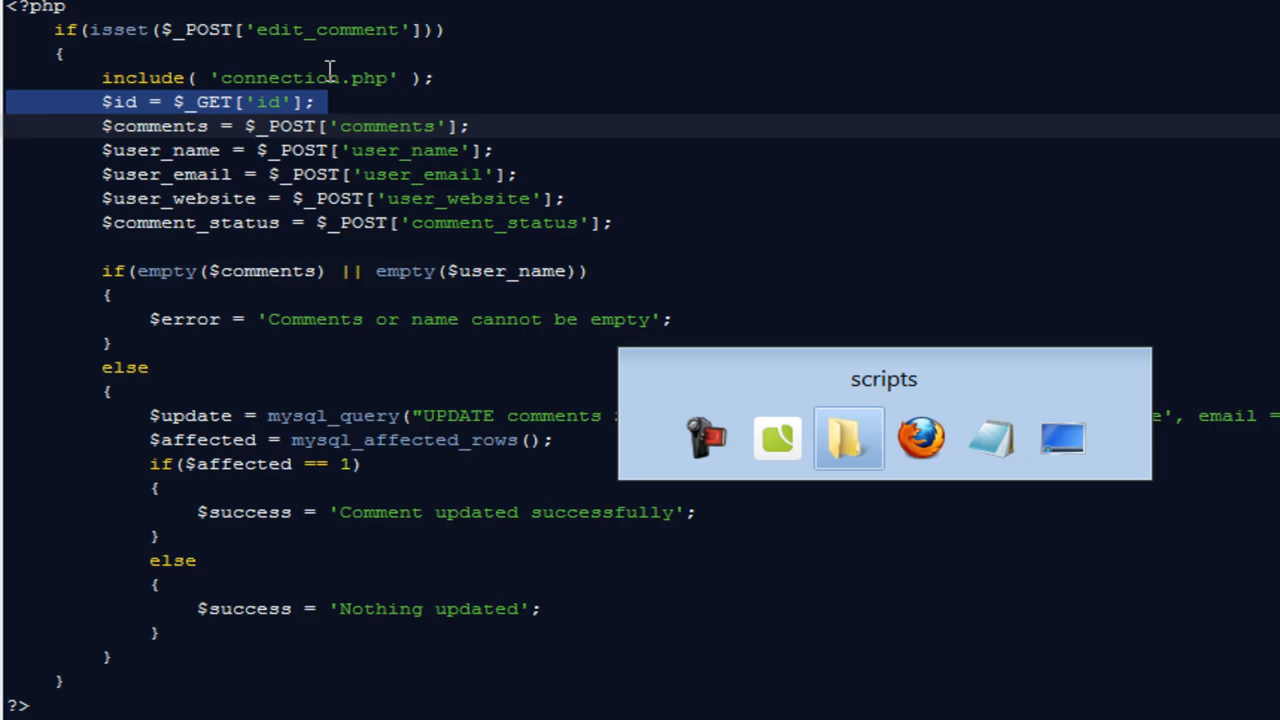 <?php
if(isset($_POST['edit_comment']))
{
include( 'connection.php' );
$id = $_GET['id'];
$comments = $_POST['comments'];
$user_name = $_POST['user_name'];
$user_email = $_POST['user_email'];
$user_website = $_POST['user_website'];
$comment_status = $_POST['comment_status'];
if(empty($comments) || empty($user_name))
{
$error = 'Comments or name cannot be empty';
}
else
{
scripts
$update = mysql_query("UPDATE comments e', email =
$affected = mysql_affected_rows();
if($affected == 1)
{
$success = 'Comment updated successfully';
}
else
{
$success = 'Nothing updated';
}
}
}
?>